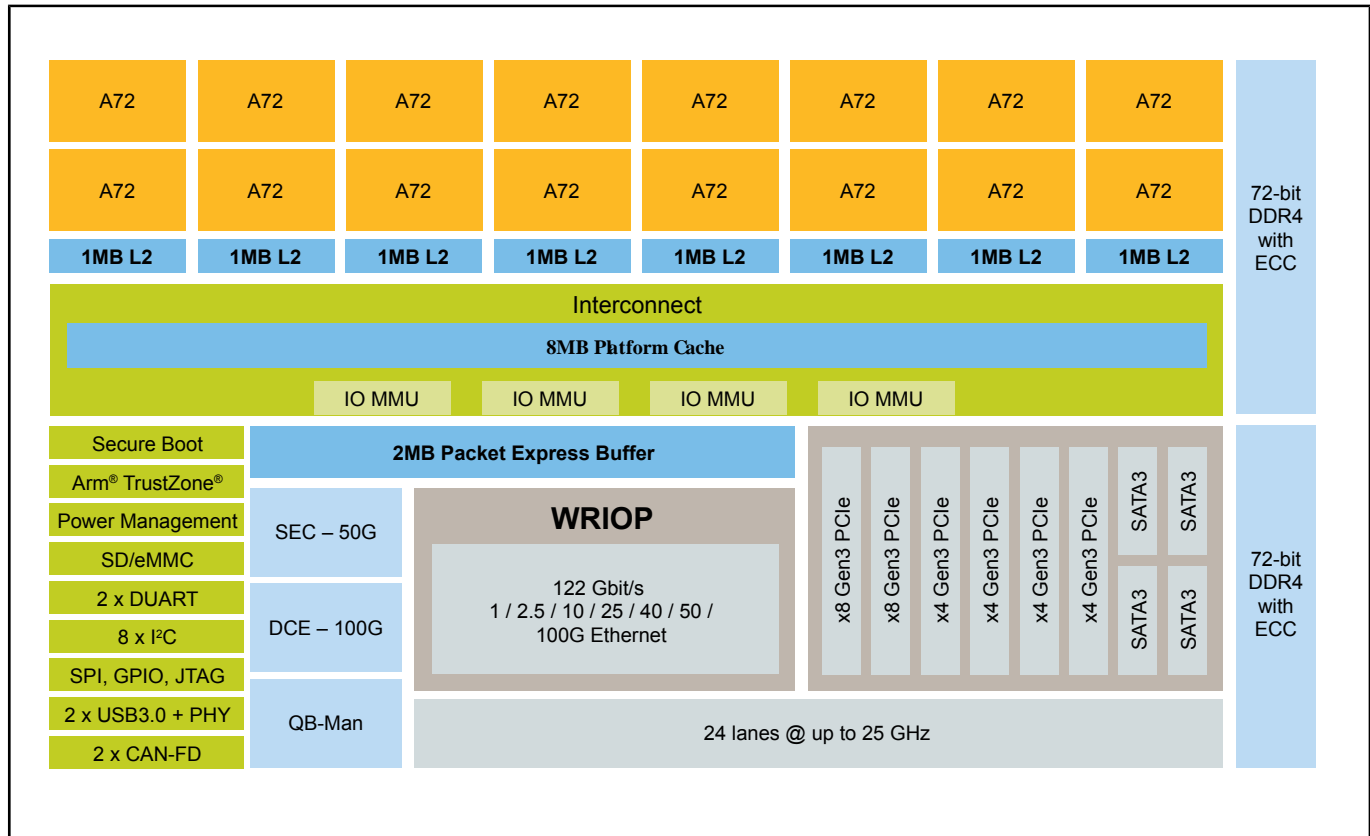 A72 A72 A72 A72 A72 A72 A72 A72
A72 A72 A72 A72 A72 A72 A72 A72
1MB L2 1MB L2 1MB L2 1MB L2 1MB L2 1MB L2 1MB L2 1MB L2
72-bit
DDR4
with
ECC
Interconnect
8MB Platform Cache
IO MMU IO MMU IO MMU IO MMU
Secure Boot
Arm® TrustZone®
Power Management
SD/eMMC
2 x DUART
8 x I²C
SPI, GPIO, JTAG
2 x USB3.0 + PHY
2 x CAN-FD
2MB Packet Express Buffer
SEC – 50G
DCE – 100G
QB-Man
WRIOP
122 Gbit/s
1 / 2.5 / 10 / 25 / 40 / 50 /
100G Ethernet
x8 Gen3 PCIe
x8 Gen3 PCIe
x4 Gen3 PCIe
x4 Gen3 PCIe
x4 Gen3 PCIe
x4 Gen3 PCIe
SATA3
SATA3
SATA3
SATA3
24 lanes @ up to 25 GHz
72-bit
DDR4
with
ECC